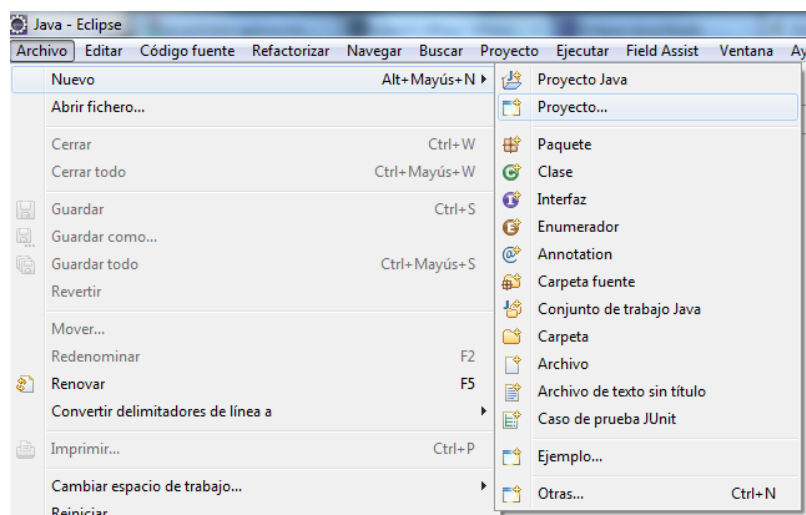 Java - Eclipse
Archivo Editar Código fuente Refactorizar Navegar Buscar Proyecto Ejecutar Field Assist Ventana Ay
Nuevo Alt+Mayús+N
Abrir fichero...
Cerrar Ctrl+W
Cerrar todo Ctrl+Mayús+W
Guardar Ctrl+S
Guardar como...
Guardar todo Ctrl+Mayús+S
Revertir
Mover...
Redenominar F2
Renovar F5
Convertir delimitadores de línea a
Imprimir... Ctrl+P
Cambiar espacio de trabajo...
Reiniciar
Proyecto Java
Proyecto...
Paquete
Clase
Interfaz
Enumerador
Annotation
Carpeta fuente
Conjunto de trabajo Java
Carpeta
Archivo
Archivo de texto sin título
Caso de prueba JUnit
Ejemplo...
Otras... Ctrl+N